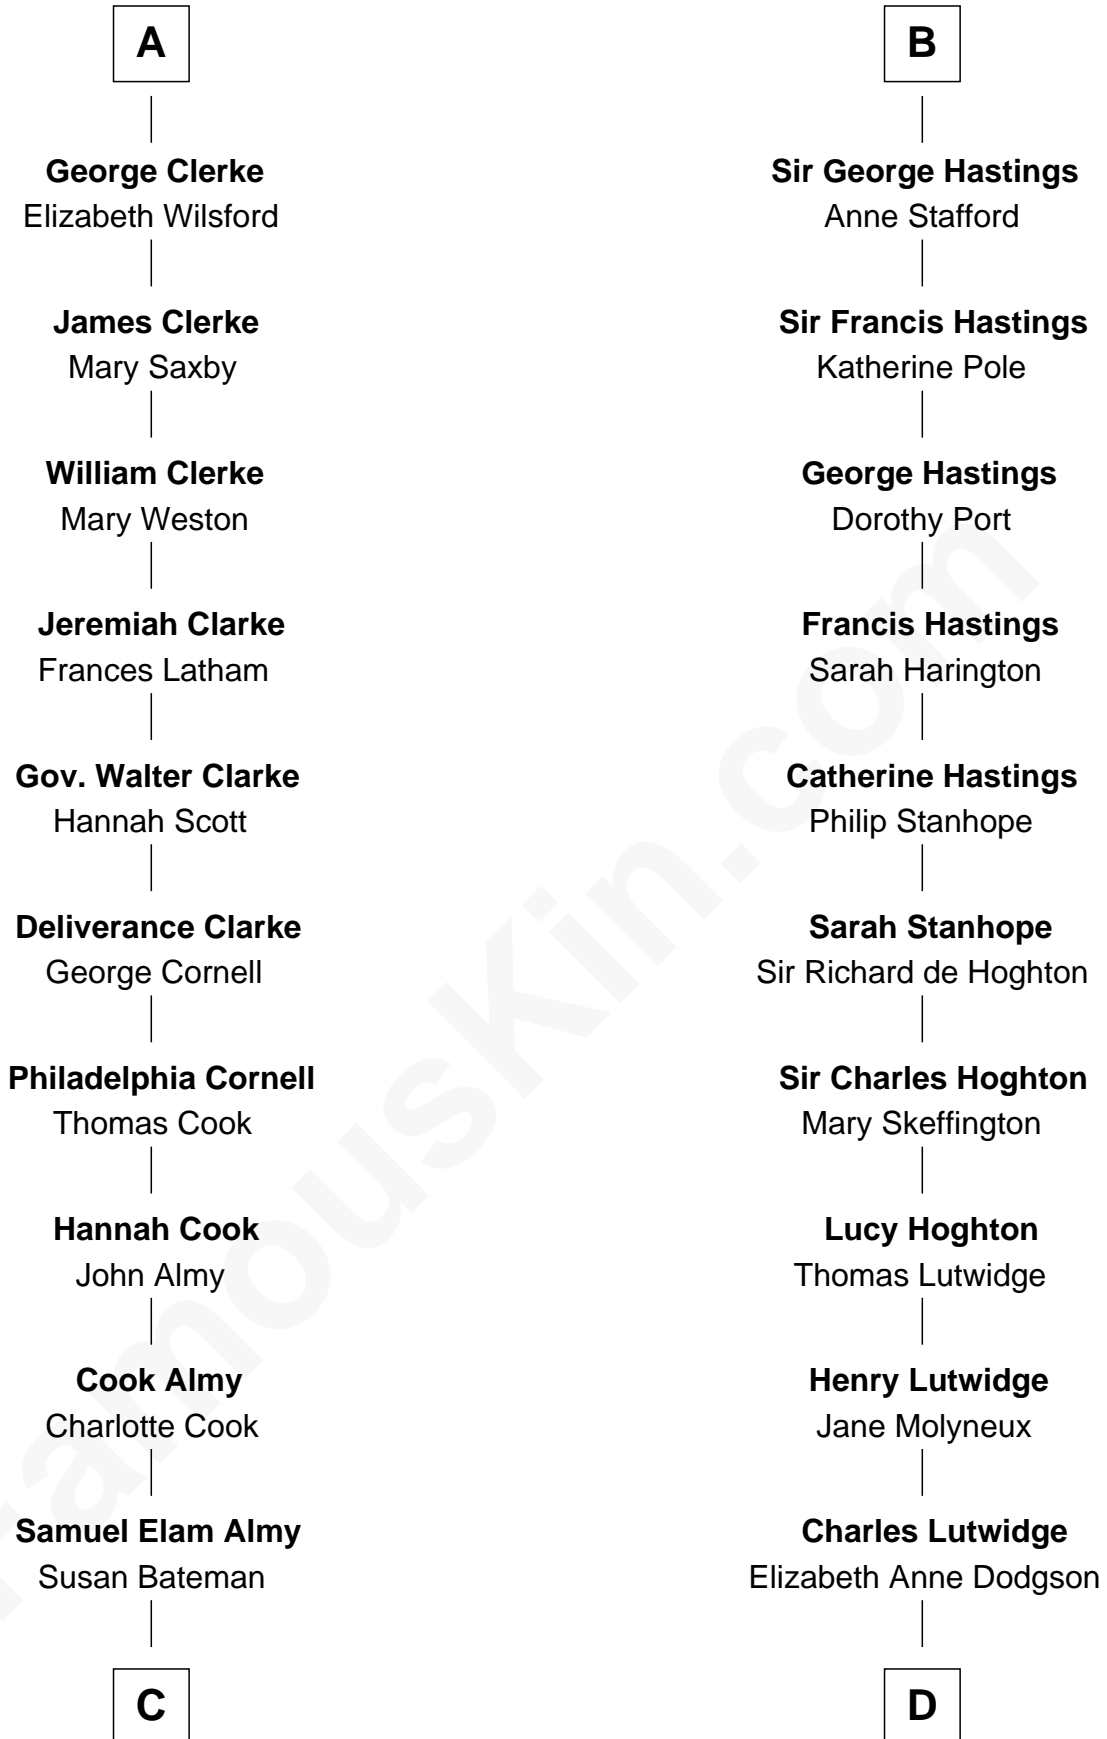 A
George Clerke
Elizabeth Wilsford
James Clerke
Mary Saxby
William Clerke
Mary Weston
Jeremiah Clarke
Frances Latham
Gov. Walter Clarke
Hannah Scott
Deliverance Clarke
George Cornell
Philadelphia Cornell
Thomas Cook
Hannah Cook
John Almy
Cook Almy
Charlotte Cook
Samuel Elam Almy
Susan Bateman
C
B
Sir George Hastings
Anne Stafford
Sir Francis Hastings
Katherine Pole
George Hastings
Dorothy Port
Francis Hastings
Sarah Harington
Catherine Hastings
Philip Stanhope
Sarah Stanhope
Sir Richard de Hoghton
Sir Charles Hoghton
Mary Skeffington
Lucy Hoghton
Thomas Lutwidge
Henry Lutwidge
Jane Molyneux
Charles Lutwidge
Elizabeth Anne Dodgson
D
FamousKin.com